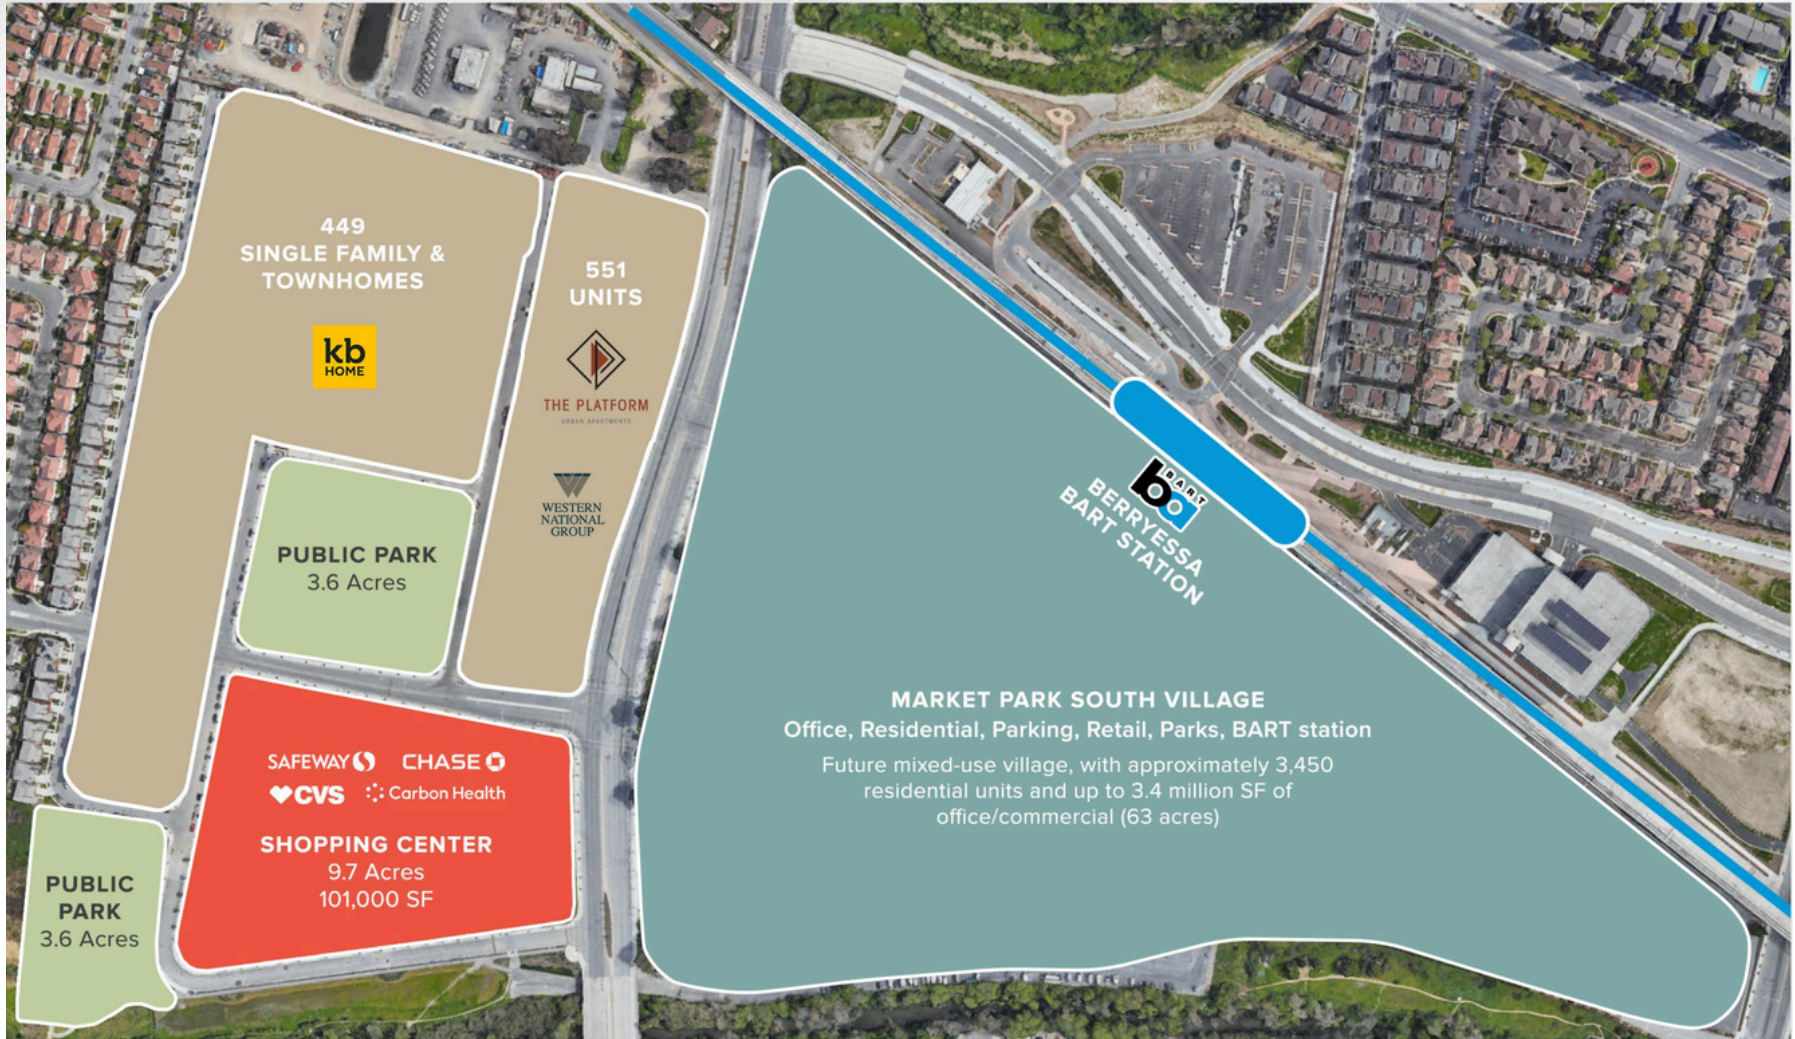 449
SINGLE FAMILY &
TOWNHOMES
kb
HOME
551
UNITS
THE PLATFORM
URBAN APARTMENTS
WESTERN
NATIONAL
GROUP
PUBLIC PARK
3.6 Acres
SAFEWAY CHASE
CVS Carbon Health
SHOPPING CENTER
9.7 Acres
101,000 SF
PUBLIC
PARK
3.6 Acres
BART
ba
BERRYESSA
BART STATION
MARKET PARK SOUTH VILLAGE
Office, Residential, Parking, Retail, Parks, BART station
Future mixed-use village, with approximately 3,450
residential units and up to 3.4 million SF of
office/commercial (63 acres)